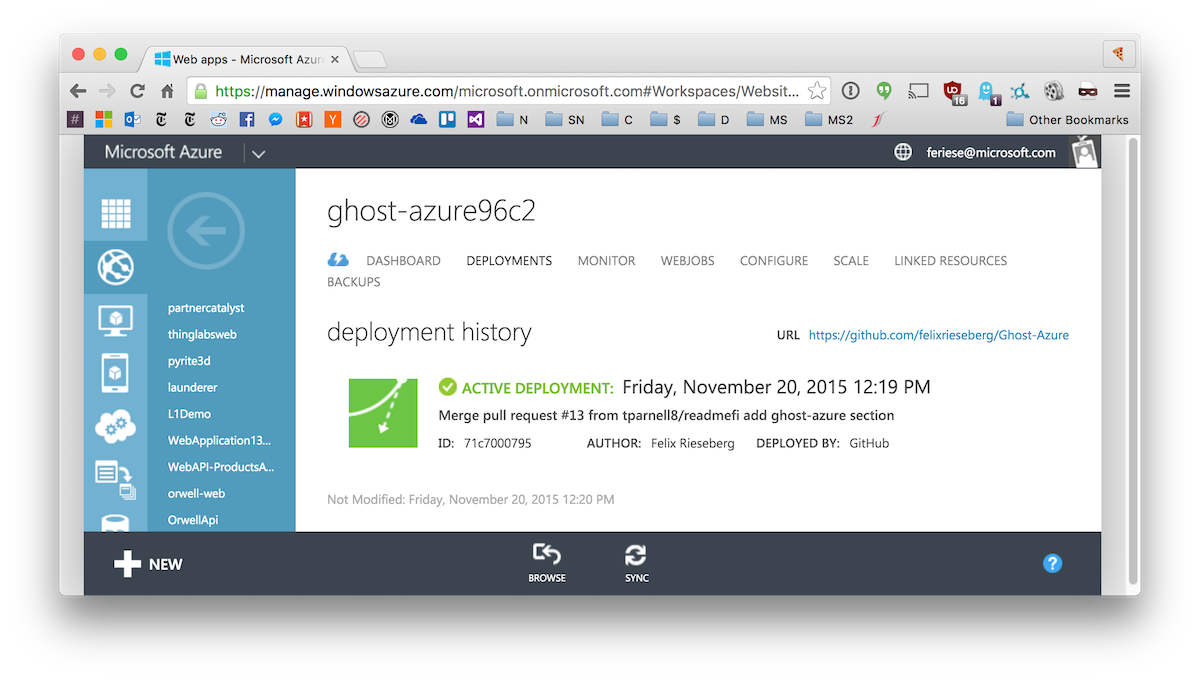 Web apps - Microsoft Azur
https://manage.windowsazure.com/microsoft.onmicrosoft.com#Workspaces/Websit...
16
1
# N SN C $ D MS MS2 Other Bookmarks
Microsoft Azure
feriese@microsoft.com
ghost-azure96c2
DASHBOARD DEPLOYMENTS MONITOR WEBJOBS CONFIGURE SCALE LINKED RESOURCES
BACKUPS
partnercatalyst
thinglabsweb
pyrite3d
launderer
L1Demo
WebApplication13...
WebAPI-ProductsA...
orwell-web
OrwellApi
deployment history
URL https://github.com/felixrieseberg/Ghost-Azure
ACTIVE DEPLOYMENT: Friday, November 20, 2015 12:19 PM
Merge pull request #13 from tparnell8/readmefi add ghost-azure section
ID: 71c7000795 AUTHOR: Felix Rieseberg DEPLOYED BY: GitHub
Not Modified: Friday, November 20, 2015 12:20 PM
NEW
BROWSE
SYNC
?